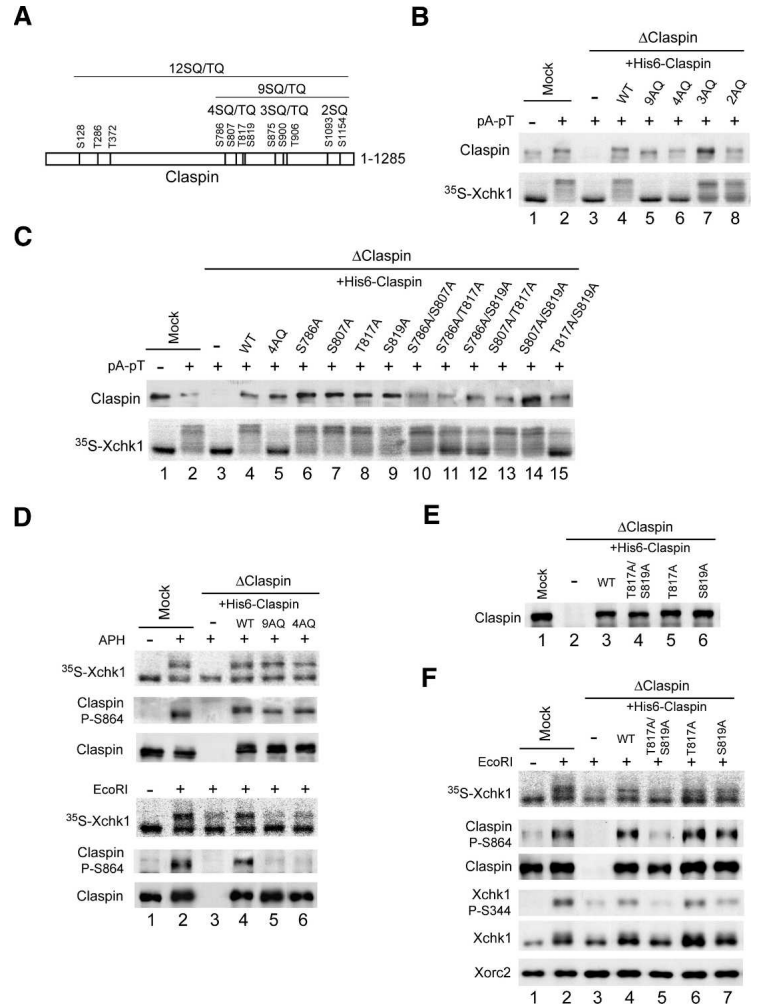 A
12SQ/TQ
9SQ/TQ
4SQ/TQ 3SQ/TQ 2SQ
S128 T286 T372 S786 S807 T817 S819 S875 S900 T906 S1093 S1154
1-1285
Claspin
B
ΔClaspin
+His6-Claspin
Mock – WT 9AQ 4AQ 3AQ 2AQ
pA-pT – + + + + + + +
Claspin
35S-Xchk1
1 2 3 4 5 6 7 8
C
ΔClaspin
+His6-Claspin
Mock – WT 4AQ S786A S807A T817A S819A S786A/S807A S786A/T817A S786A/S819A S807A/T817A S807A/S819A T817A/S819A
pA-pT – + + + + + + + + + + + + + +
Claspin
35S-Xchk1
1 2 3 4 5 6 7 8 9 10 11 12 13 14 15
D
ΔClaspin
Mock
+His6-Claspin
– WT 9AQ 4AQ
APH – + + + + +
35S-Xchk1
Claspin
P-S864
Claspin
EcoRI – + + + + +
35S-Xchk1
Claspin
P-S864
Claspin
1 2 3 4 5 6
E
ΔClaspin
+His6-Claspin
Mock – WT T817A/S819A T817A S819A
Claspin
1 2 3 4 5 6
F
ΔClaspin
+His6-Claspin
Mock – WT T817A/S819A T817A S819A
EcoRI – + + + + + +
35S-Xchk1
Claspin
P-S864
Claspin
Xchk1
P-S344
Xchk1
Xorc2
1 2 3 4 5 6 7